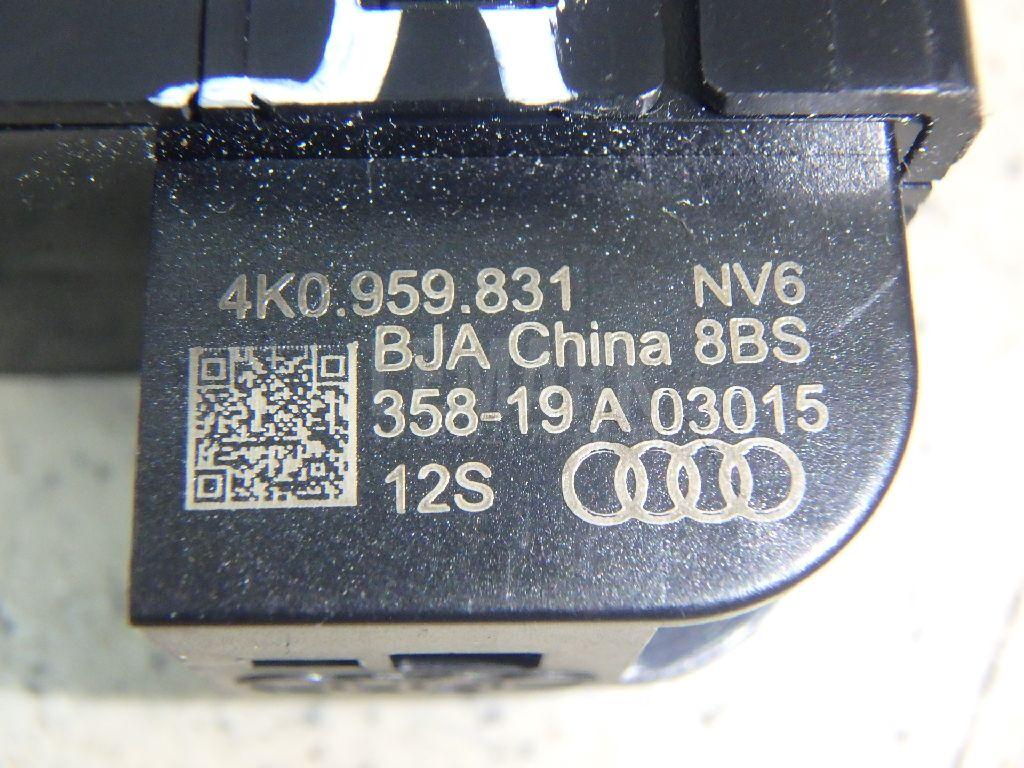 4K0.959.831 NV6
BJA China 8BS
358-19 A 03015
12S